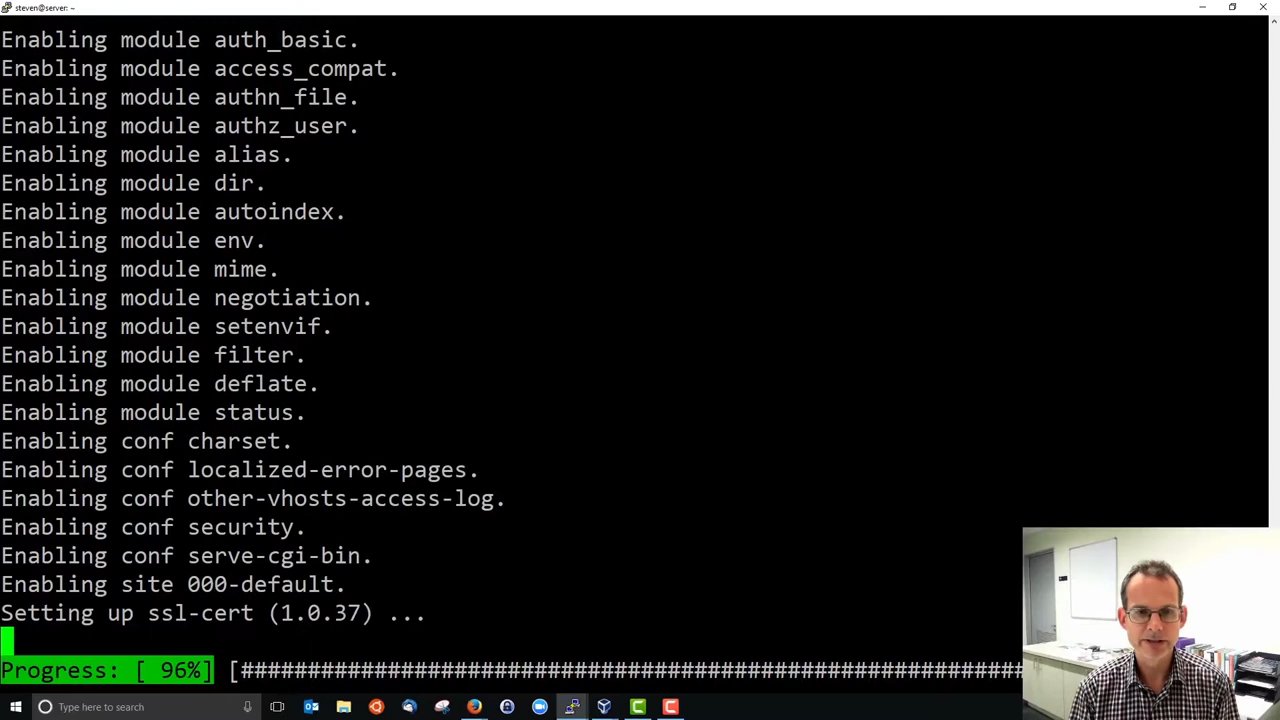 steven@server: ~
Enabling module auth_basic.
Enabling module access_compat.
Enabling module authn_file.
Enabling module authz_user.
Enabling module alias.
Enabling module dir.
Enabling module autoindex.
Enabling module env.
Enabling module mime.
Enabling module negotiation.
Enabling module setenvif.
Enabling module filter.
Enabling module deflate.
Enabling module status.
Enabling conf charset.
Enabling conf localized-error-pages.
Enabling conf other-vhosts-access-log.
Enabling conf security.
Enabling conf serve-cgi-bin.
Enabling site 000-default.
Setting up ssl-cert (1.0.37) ...
Progress: [ 96%] [##########################################################
Type here to search